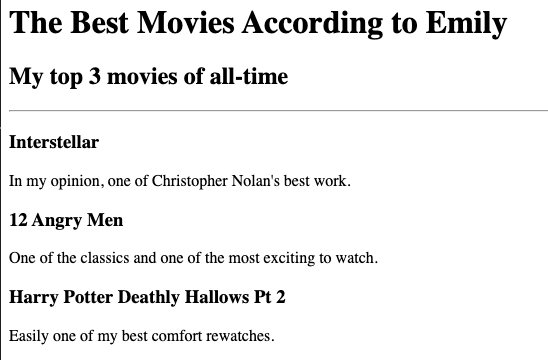 The Best Movies According to Emily
My top 3 movies of all-time
Interstellar
In my opinion, one of Christopher Nolan's best work.
12 Angry Men
One of the classics and one of the most exciting to watch.
Harry Potter Deathly Hallows Pt 2
Easily one of my best comfort rewatches.